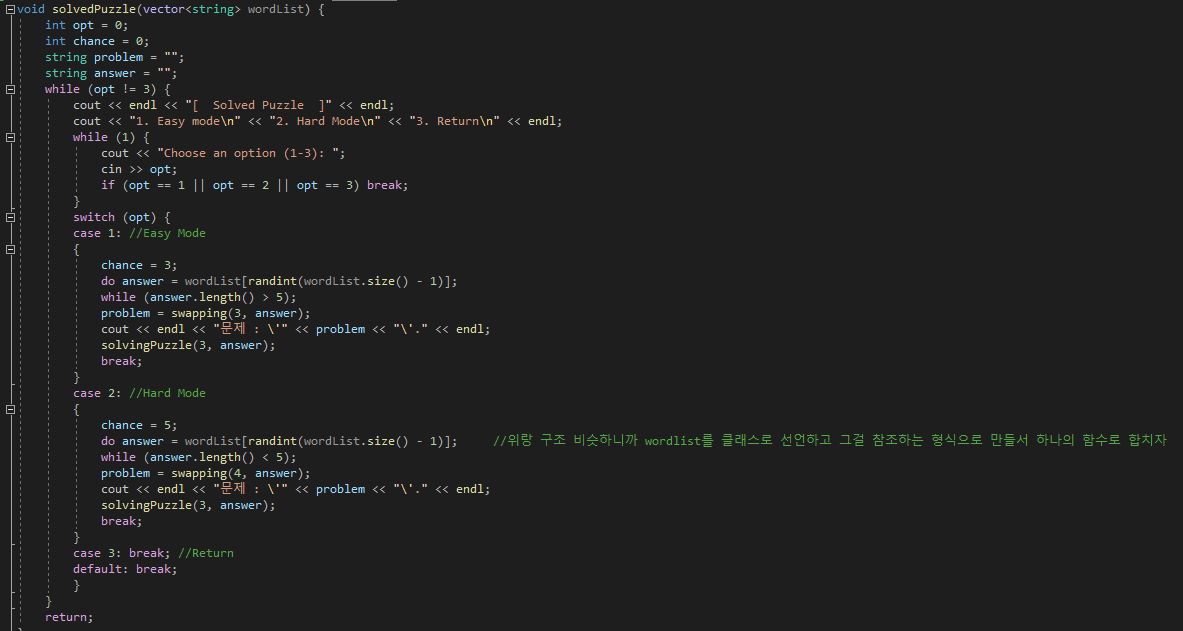 void solvedPuzzle(vector<string> wordList) {
    int opt = 0;
    int chance = 0;
    string problem = "";
    string answer = "";
    while (opt != 3) {
        cout << endl << "[  Solved Puzzle  ]" << endl;
        cout << "1. Easy mode\n" << "2. Hard Mode\n" << "3. Return\n" << endl;
        while (1) {
            cout << "Choose an option (1-3): ";
            cin >> opt;
            if (opt == 1 || opt == 2 || opt == 3) break;
        }
        switch (opt) {
        case 1: //Easy Mode
        {
            chance = 3;
            do answer = wordList[randint(wordList.size() - 1)];
            while (answer.length() > 5);
            problem = swapping(3, answer);
            cout << endl << "문제 : \'" << problem << "\'." << endl;
            solvingPuzzle(3, answer);
            break;
        }
        case 2: //Hard Mode
        {
            chance = 5;
            do answer = wordList[randint(wordList.size() - 1)];     //위랑 구조 비슷하니까 wordlist를 클래스로 선언하고 그걸 참조하는 형식으로 만들서 하나의 함수로 합치자
            while (answer.length() < 5);
            problem = swapping(4, answer);
            cout << endl << "문제 : \'" << problem << "\'." << endl;
            solvingPuzzle(3, answer);
            break;
        }
        case 3: break; //Return
        default: break;
        }
    }
    return;